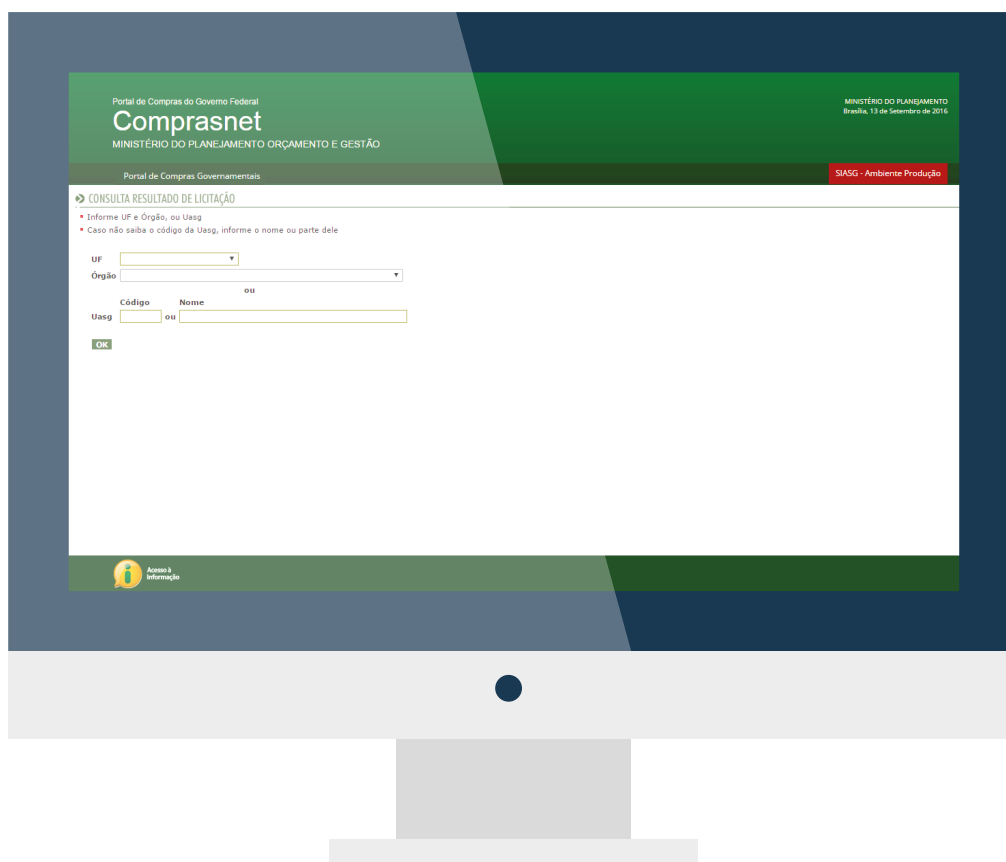 Portal de Compras do Governo Federal
Comprasnet
MINISTÉRIO DO PLANEJAMENTO ORÇAMENTO E GESTÃO
MINISTÉRIO DO PLANEJAMENTO
Brasília, 13 de Setembro de 2016
Portal de Compras Governamentais
SIASG - Ambiente Produção
CONSULTA RESULTADO DE LICITAÇÃO
Informe UF e Órgão, ou Uasg
Caso não saiba o código da Uasg, informe o nome ou parte dele
UF
Órgão
ou
Código Nome
Uasg ou
OK
Acesso à
Informação